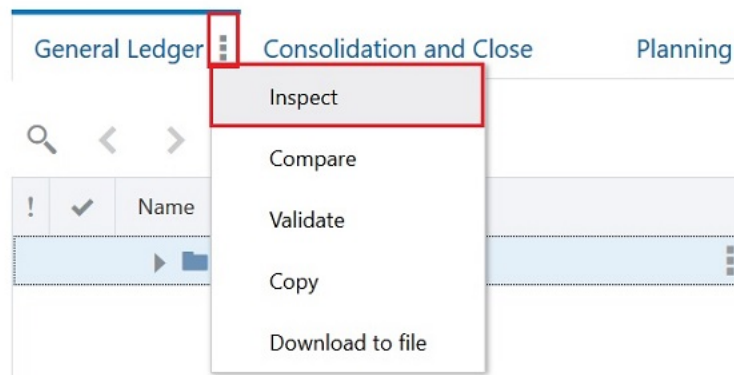 General Ledger Consolidation and Close Planning
Inspect
Compare
! Name
Validate
Copy
Download to file